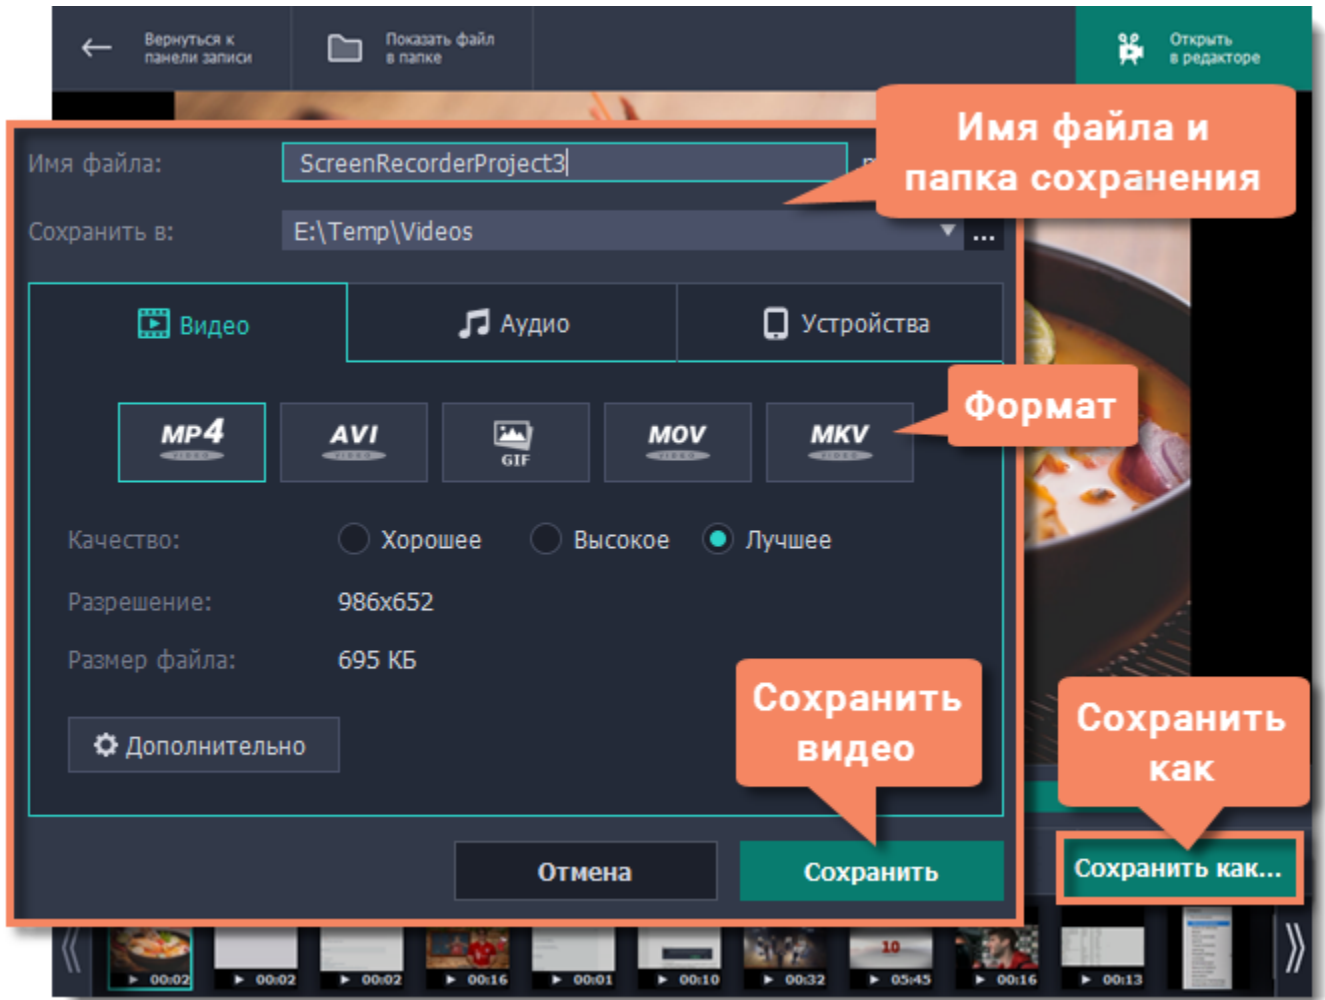 Вернуться к
панели записи
Показать файл
в папке
Открыть
в редакторе
Имя файла и
папка сохранения
Имя файла:
ScreenRecorderProject3
Сохранить в:
E:\Temp\Videos
...
Видео
Аудио
Устройства
Формат
MP4
AVI
GIF
MOV
MKV
Качество:
Хорошее
Высокое
Лучшее
Разрешение:
986x652
Размер файла:
695 КБ
Сохранить
видео
Сохранить
как
Дополнительно
Отмена
Сохранить
Сохранить как...
10
00:02
00:02
00:02
00:16
00:01
00:10
00:32
05:45
00:16
00:13